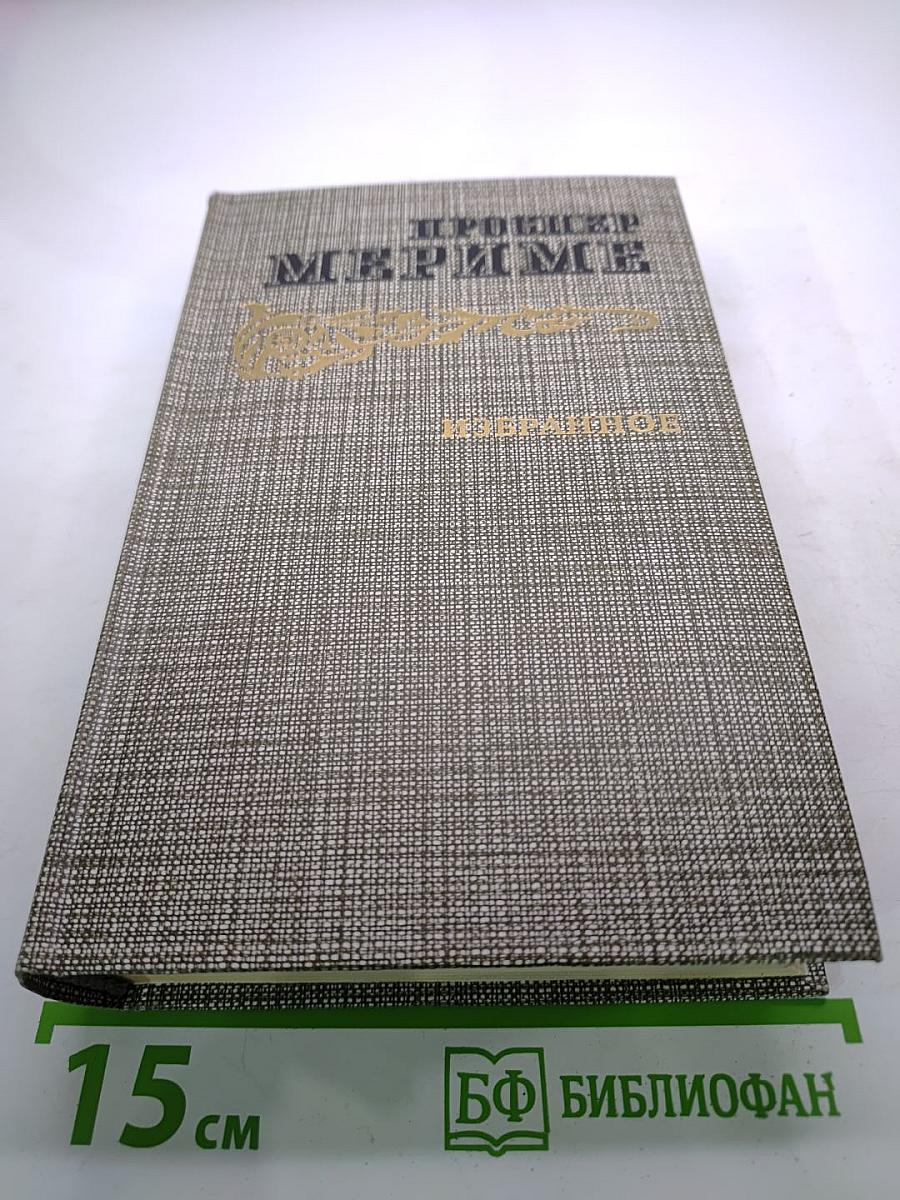 ПРОСПЕР
МЕРИМЕ
ИЗБРАННОЕ
15 см
БФ БИБЛИОФАН